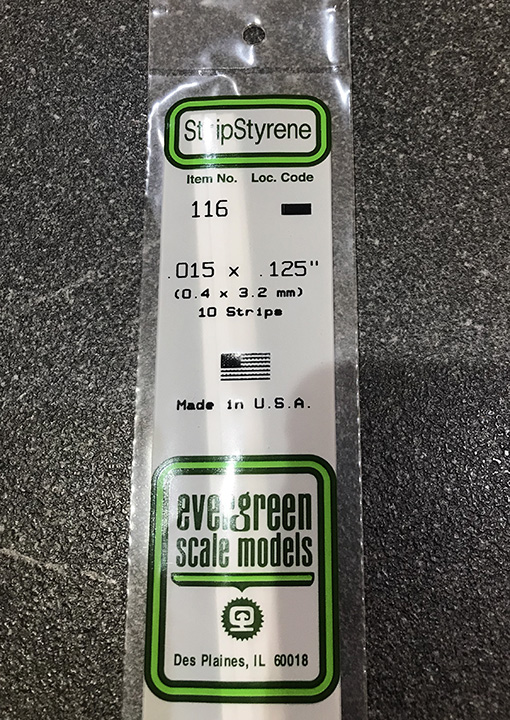 StripStyrene
Item No. Loc. Code
116
.015 x .125"
(0.4 x 3.2 mm)
10 Strips
Made in U.S.A.
evergreen
scale models
Des Plaines, IL 60018